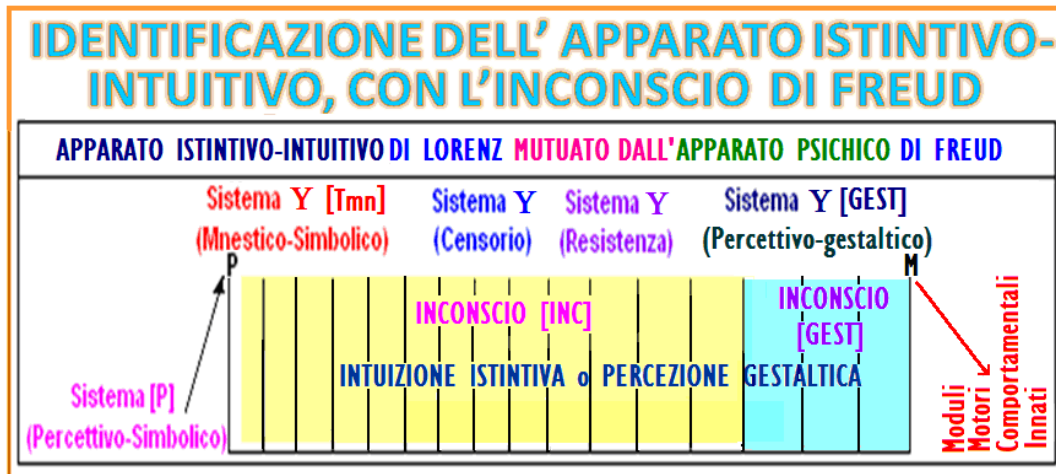 IDENTIFICAZIONE DELL' APPARATO ISTINTIVO-
INTUITIVO, CON L'INCONSCIO DI FREUD
APPARATO ISTINTIVO-INTUITIVO DI LORENZ MUTUATO DALL'APPARATO PSICHICO DI FREUD
Sistema Y [Tmn]
(Mnestico-Simbolico)
Sistema Y
(Censorio)
Sistema Y
(Resistenza)
Sistema Y [GEST]
(Percettivo-gestaltico)
P
M
INCONSCIO [INC]
INCONSCIO
[GEST]
INTUIZIONE ISTINTIVA o PERCEZIONE GESTALTICA
Sistema [P]
(Percettivo-Simbolico)
Moduli
Motori
Comportamentali
Innati